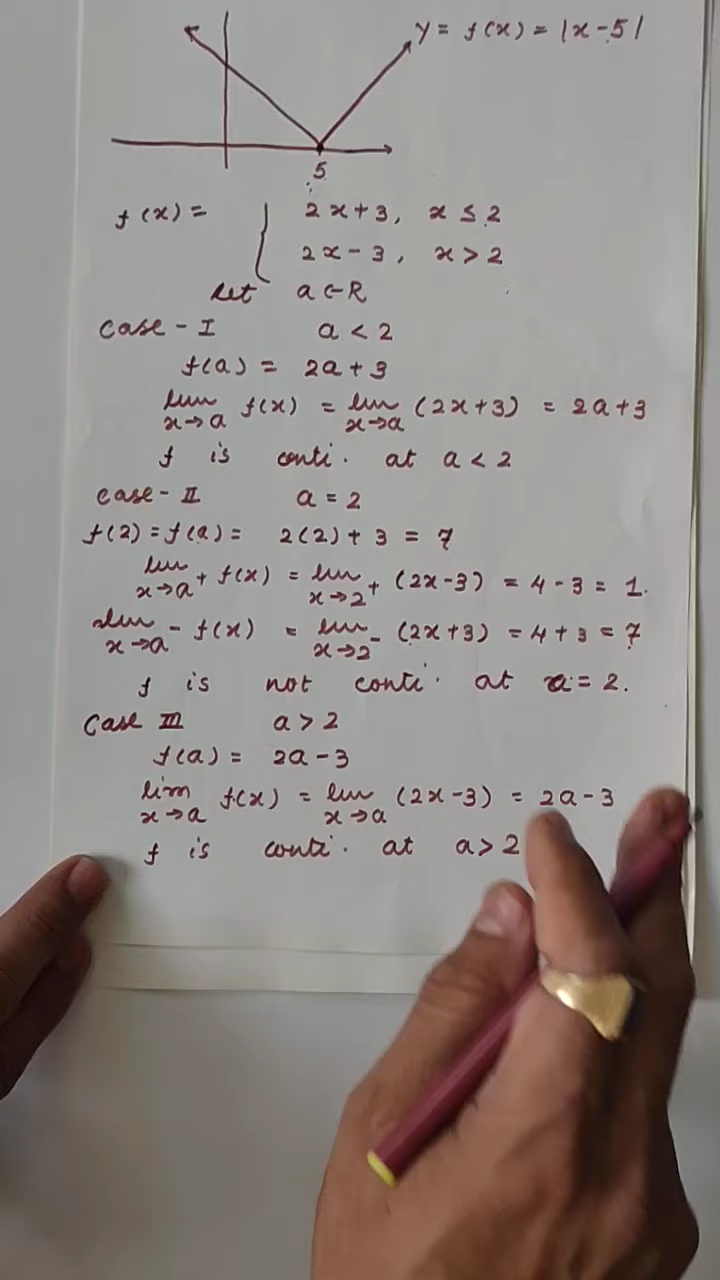 y = f(x) = |x-5|
5
f(x) = { 2x+3, x ≤ 2
2x-3, x > 2
Let a ∈ R
Case - I a < 2
f(a) = 2a+3
lim x→a f(x) = lim x→a (2x+3) = 2a+3
f is conti. at a < 2
Case - II a = 2
f(2) = f(a) = 2(2)+3 = 7
lim x→a+ f(x) = lim x→2+ (2x-3) = 4-3 = 1.
lim x→a- f(x) = lim x→2- (2x+3) = 4+3 = 7
f is not conti. at a = 2.
Case III a > 2
f(a) = 2a-3
lim x→a f(x) = lim x→a (2x-3) = 2a-3
f is conti. at a > 2